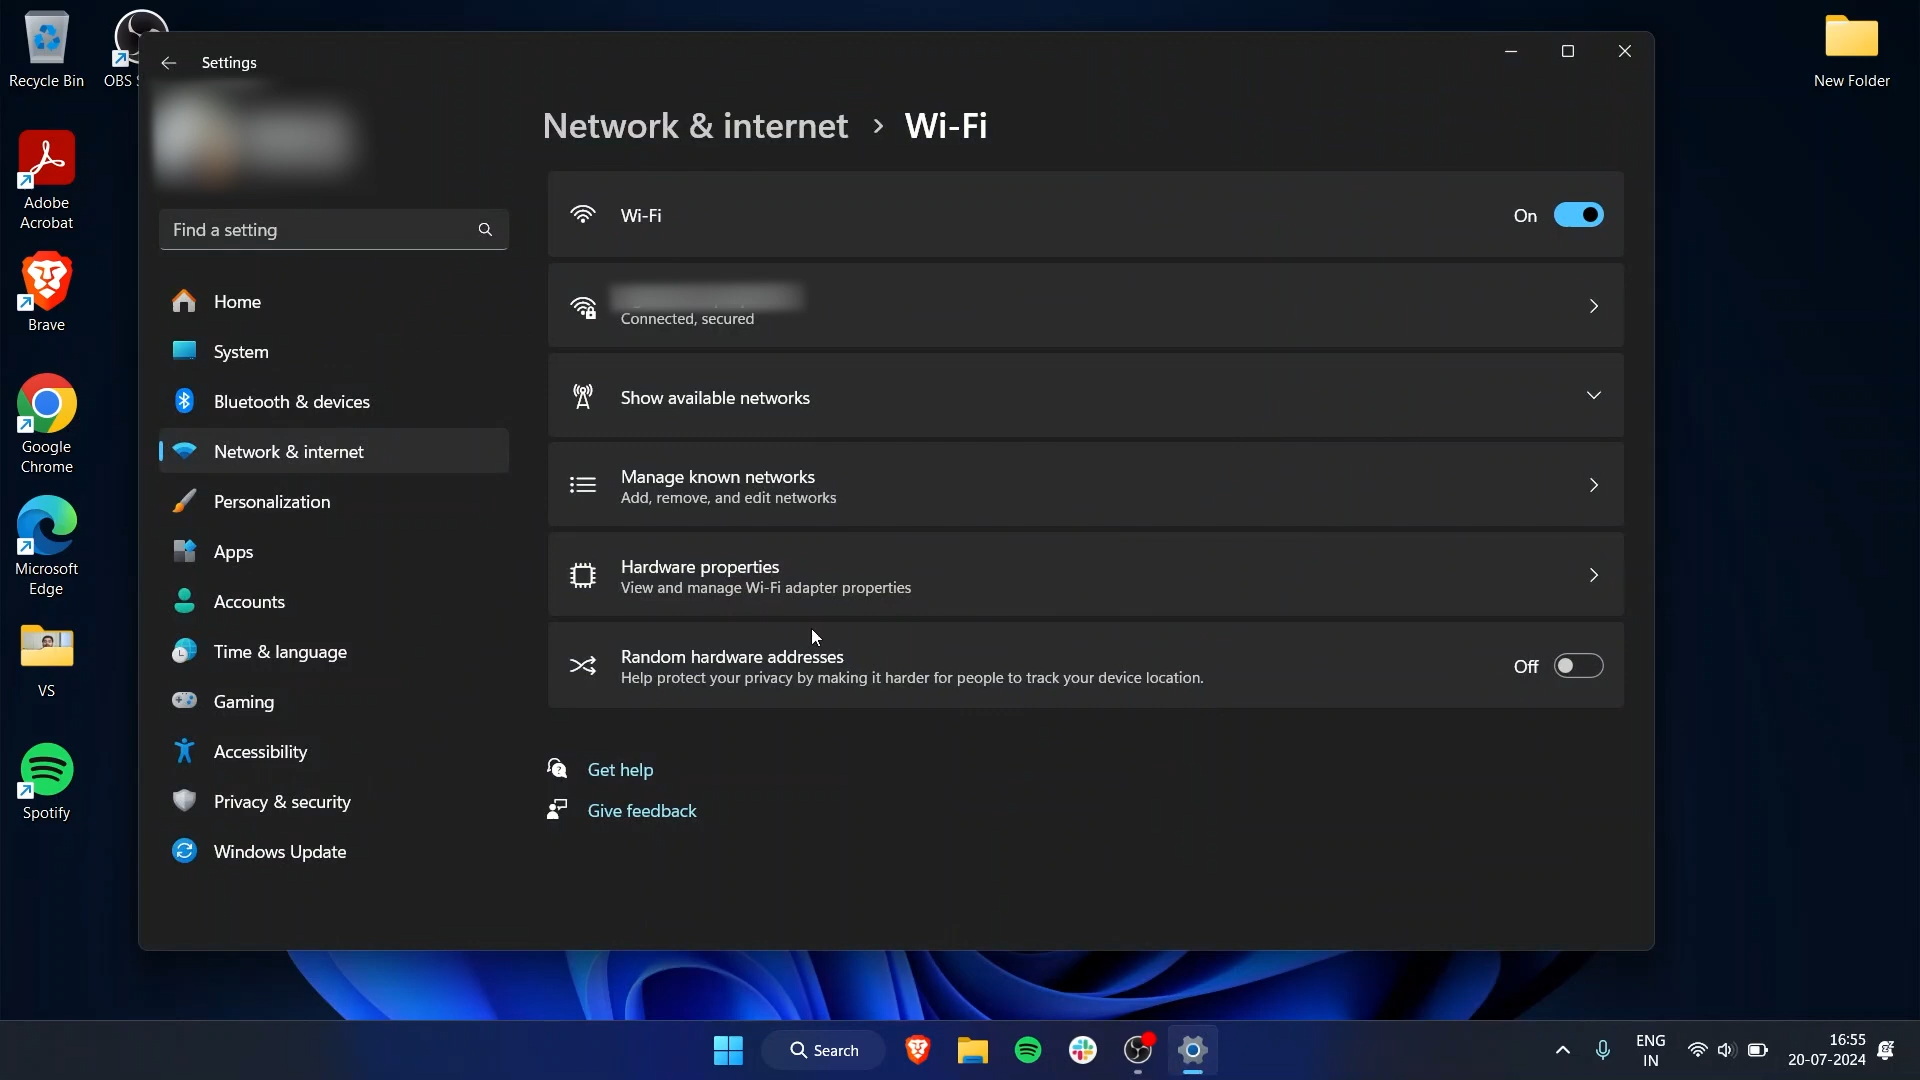 Recycle Bin
OBS S
Adobe
Acrobat
Brave
Google
Chrome
Microsoft
Edge
VS
Spotify
New Folder
Settings
Find a setting
Home
System
Bluetooth & devices
Network & internet
Personalization
Apps
Accounts
Time & language
Gaming
Accessibility
Privacy & security
Windows Update
Network & internet > Wi-Fi
Wi-Fi
On
Connected, secured
Show available networks
Manage known networks
Add, remove, and edit networks
Hardware properties
View and manage Wi-Fi adapter properties
Random hardware addresses
Help protect your privacy by making it harder for people to track your device location.
Off
Get help
Give feedback
Search
ENG
IN
16:55
20-07-2024